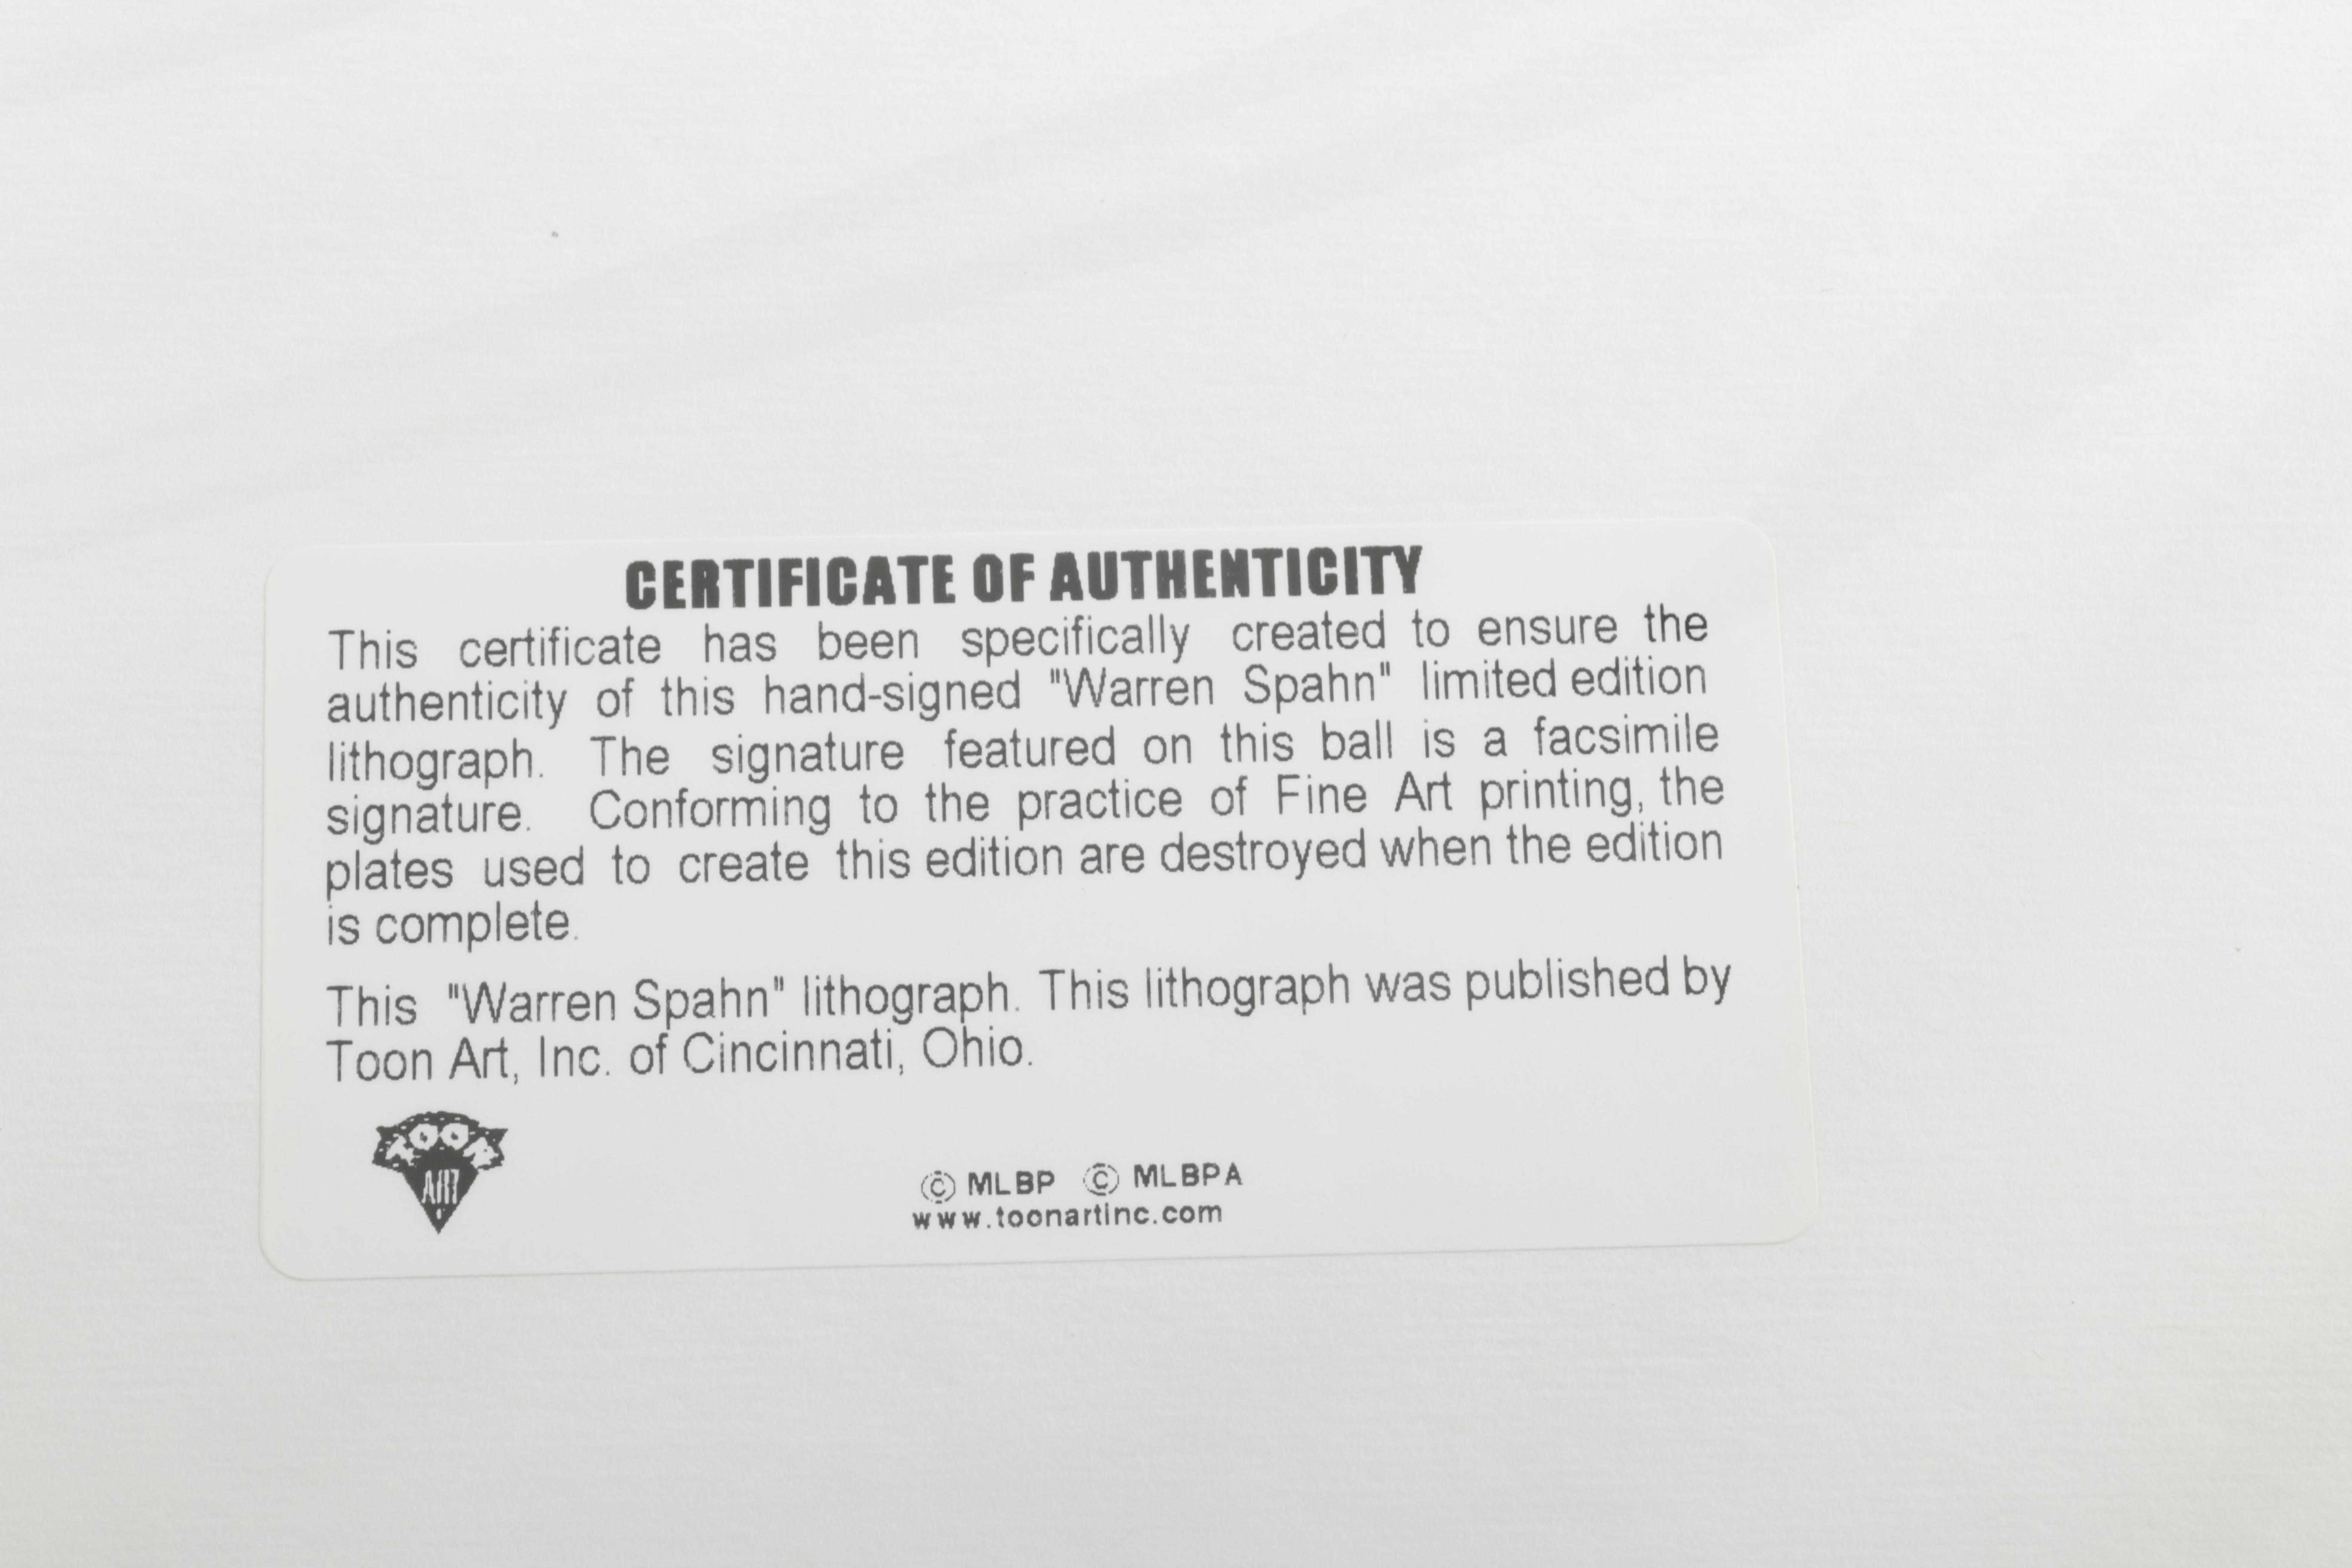 CERTIFICATE OF AUTHENTICITY
This certificate has been specifically created to ensure the
authenticity of this hand-signed "Warren Spahn" limited edition
lithograph. The signature featured on this ball is a facsimile
signature. Conforming to the practice of Fine Art printing, the
plates used to create this edition are destroyed when the edition
is complete.
This "Warren Spahn" lithograph. This lithograph was published by
Toon Art, Inc. of Cincinnati, Ohio.
TOON
ART
© MLBP © MLBPA
www.toonartinc.com